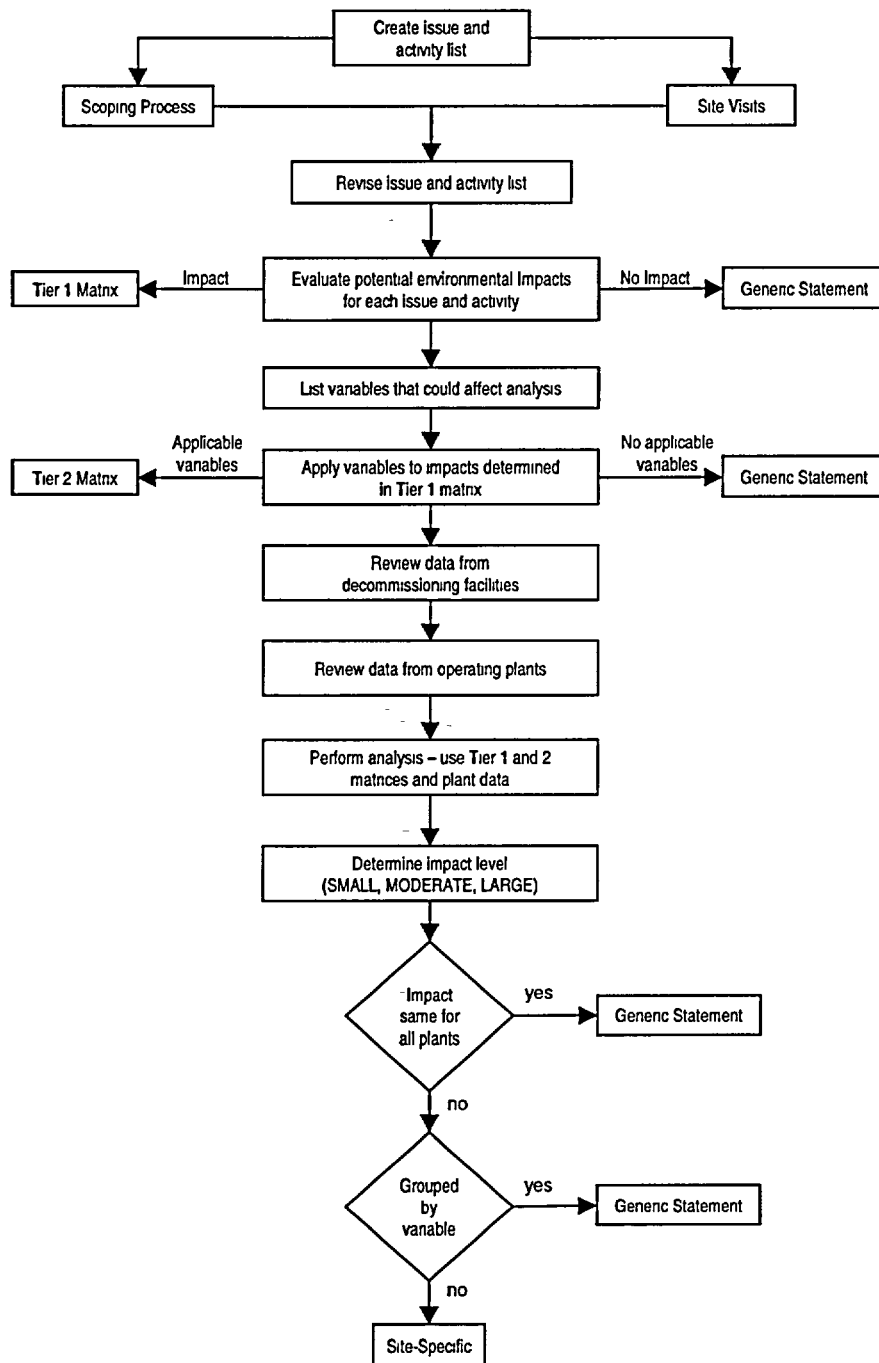 Create issue and
activity list
Scoping Process
Site Visits
Revise issue and activity list
Tier 1 Matrix
Impact
Evaluate potential environmental Impacts
for each issue and activity
No Impact
Generic Statement
List variables that could affect analysis
Tier 2 Matrix
Applicable
variables
Apply variables to impacts determined
in Tier 1 matrix
No applicable
variables
Generic Statement
Review data from
decommissioning facilities
Review data from operating plants
Perform analysis – use Tier 1 and 2
matrices and plant data
Determine impact level
(SMALL, MODERATE, LARGE)
Impact
same for
all plants
yes
Generic Statement
no
Grouped
by
variable
yes
Generic Statement
no
Site-Specific